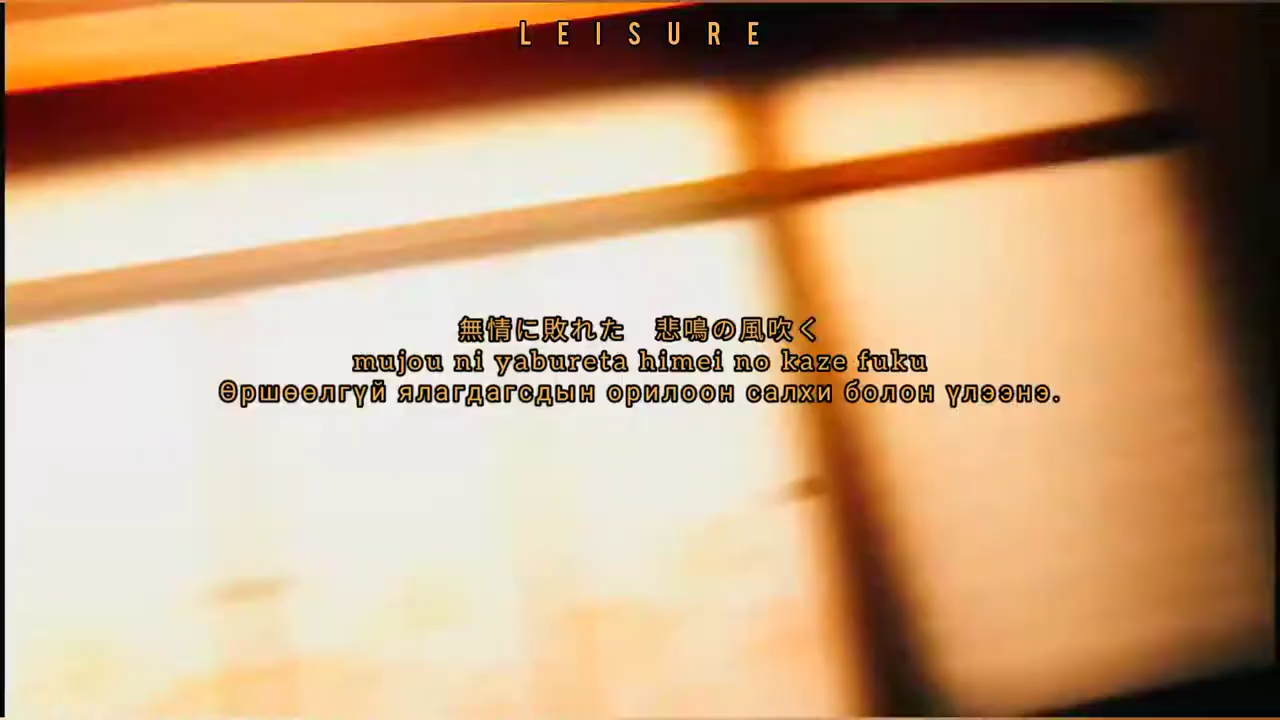 LEISURE
無情に敗れた　悲鳴の風吹く
mujou ni yabureta himei no kaze fuku
Өршөөлгүй ялагдагсдын орилоон салхи болон үлээнэ.